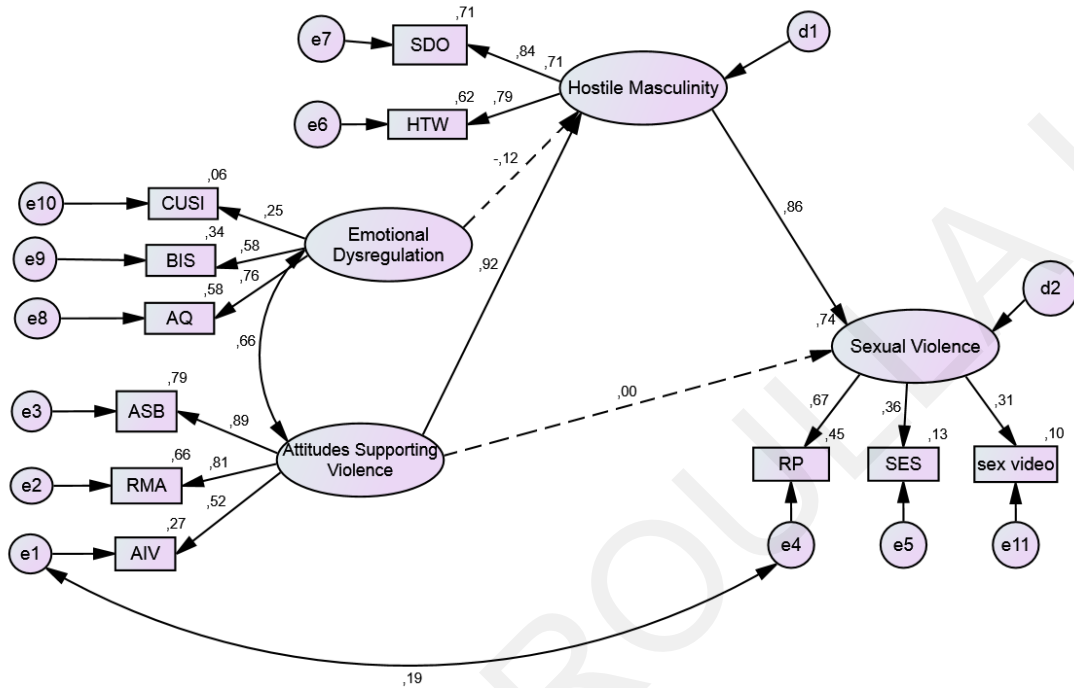 e7
SDO
,71
,84
,71
Hostile Masculinity
d1
e6
HTW
,62
,79
-,12
e10
CUSI
,06
,25
e9
BIS
,34
,58
e8
AQ
,58
,76
Emotional
Dysregulation
,92
,86
d2
,74
Sexual Violence
,66
,00
e3
ASB
,79
,89
e2
RMA
,66
,81
Attitudes Supporting
Violence
e1
AIV
,27
,52
,67
,36
,31
RP
,45
SES
,13
sex video
,10
e4
e5
e11
,19
ROULLA